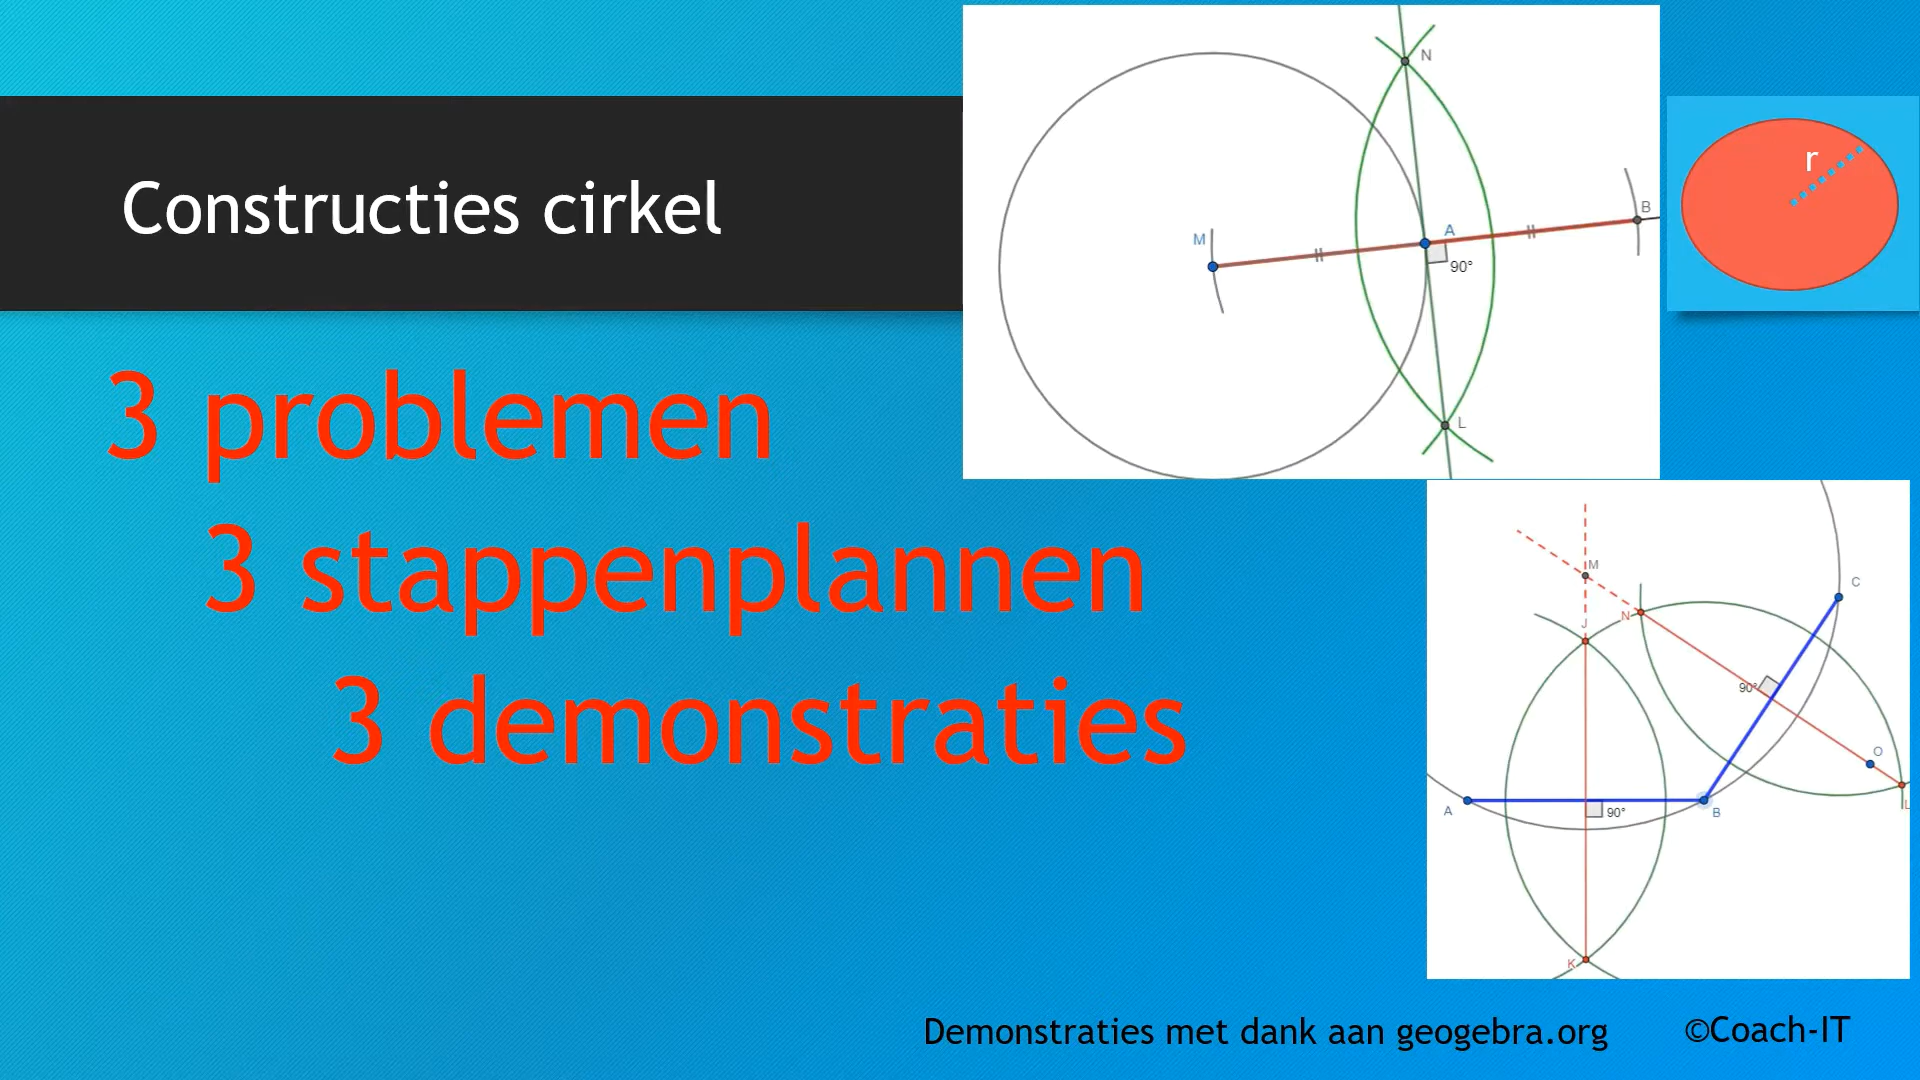 Constructies cirkel
N
M
A
B
90°
L
r
3 problemen
3 stappenplannen
3 demonstraties
M
C
N
J
90°
O
L
A
90°
B
K
Demonstraties met dank aan geogebra.org
©Coach-IT